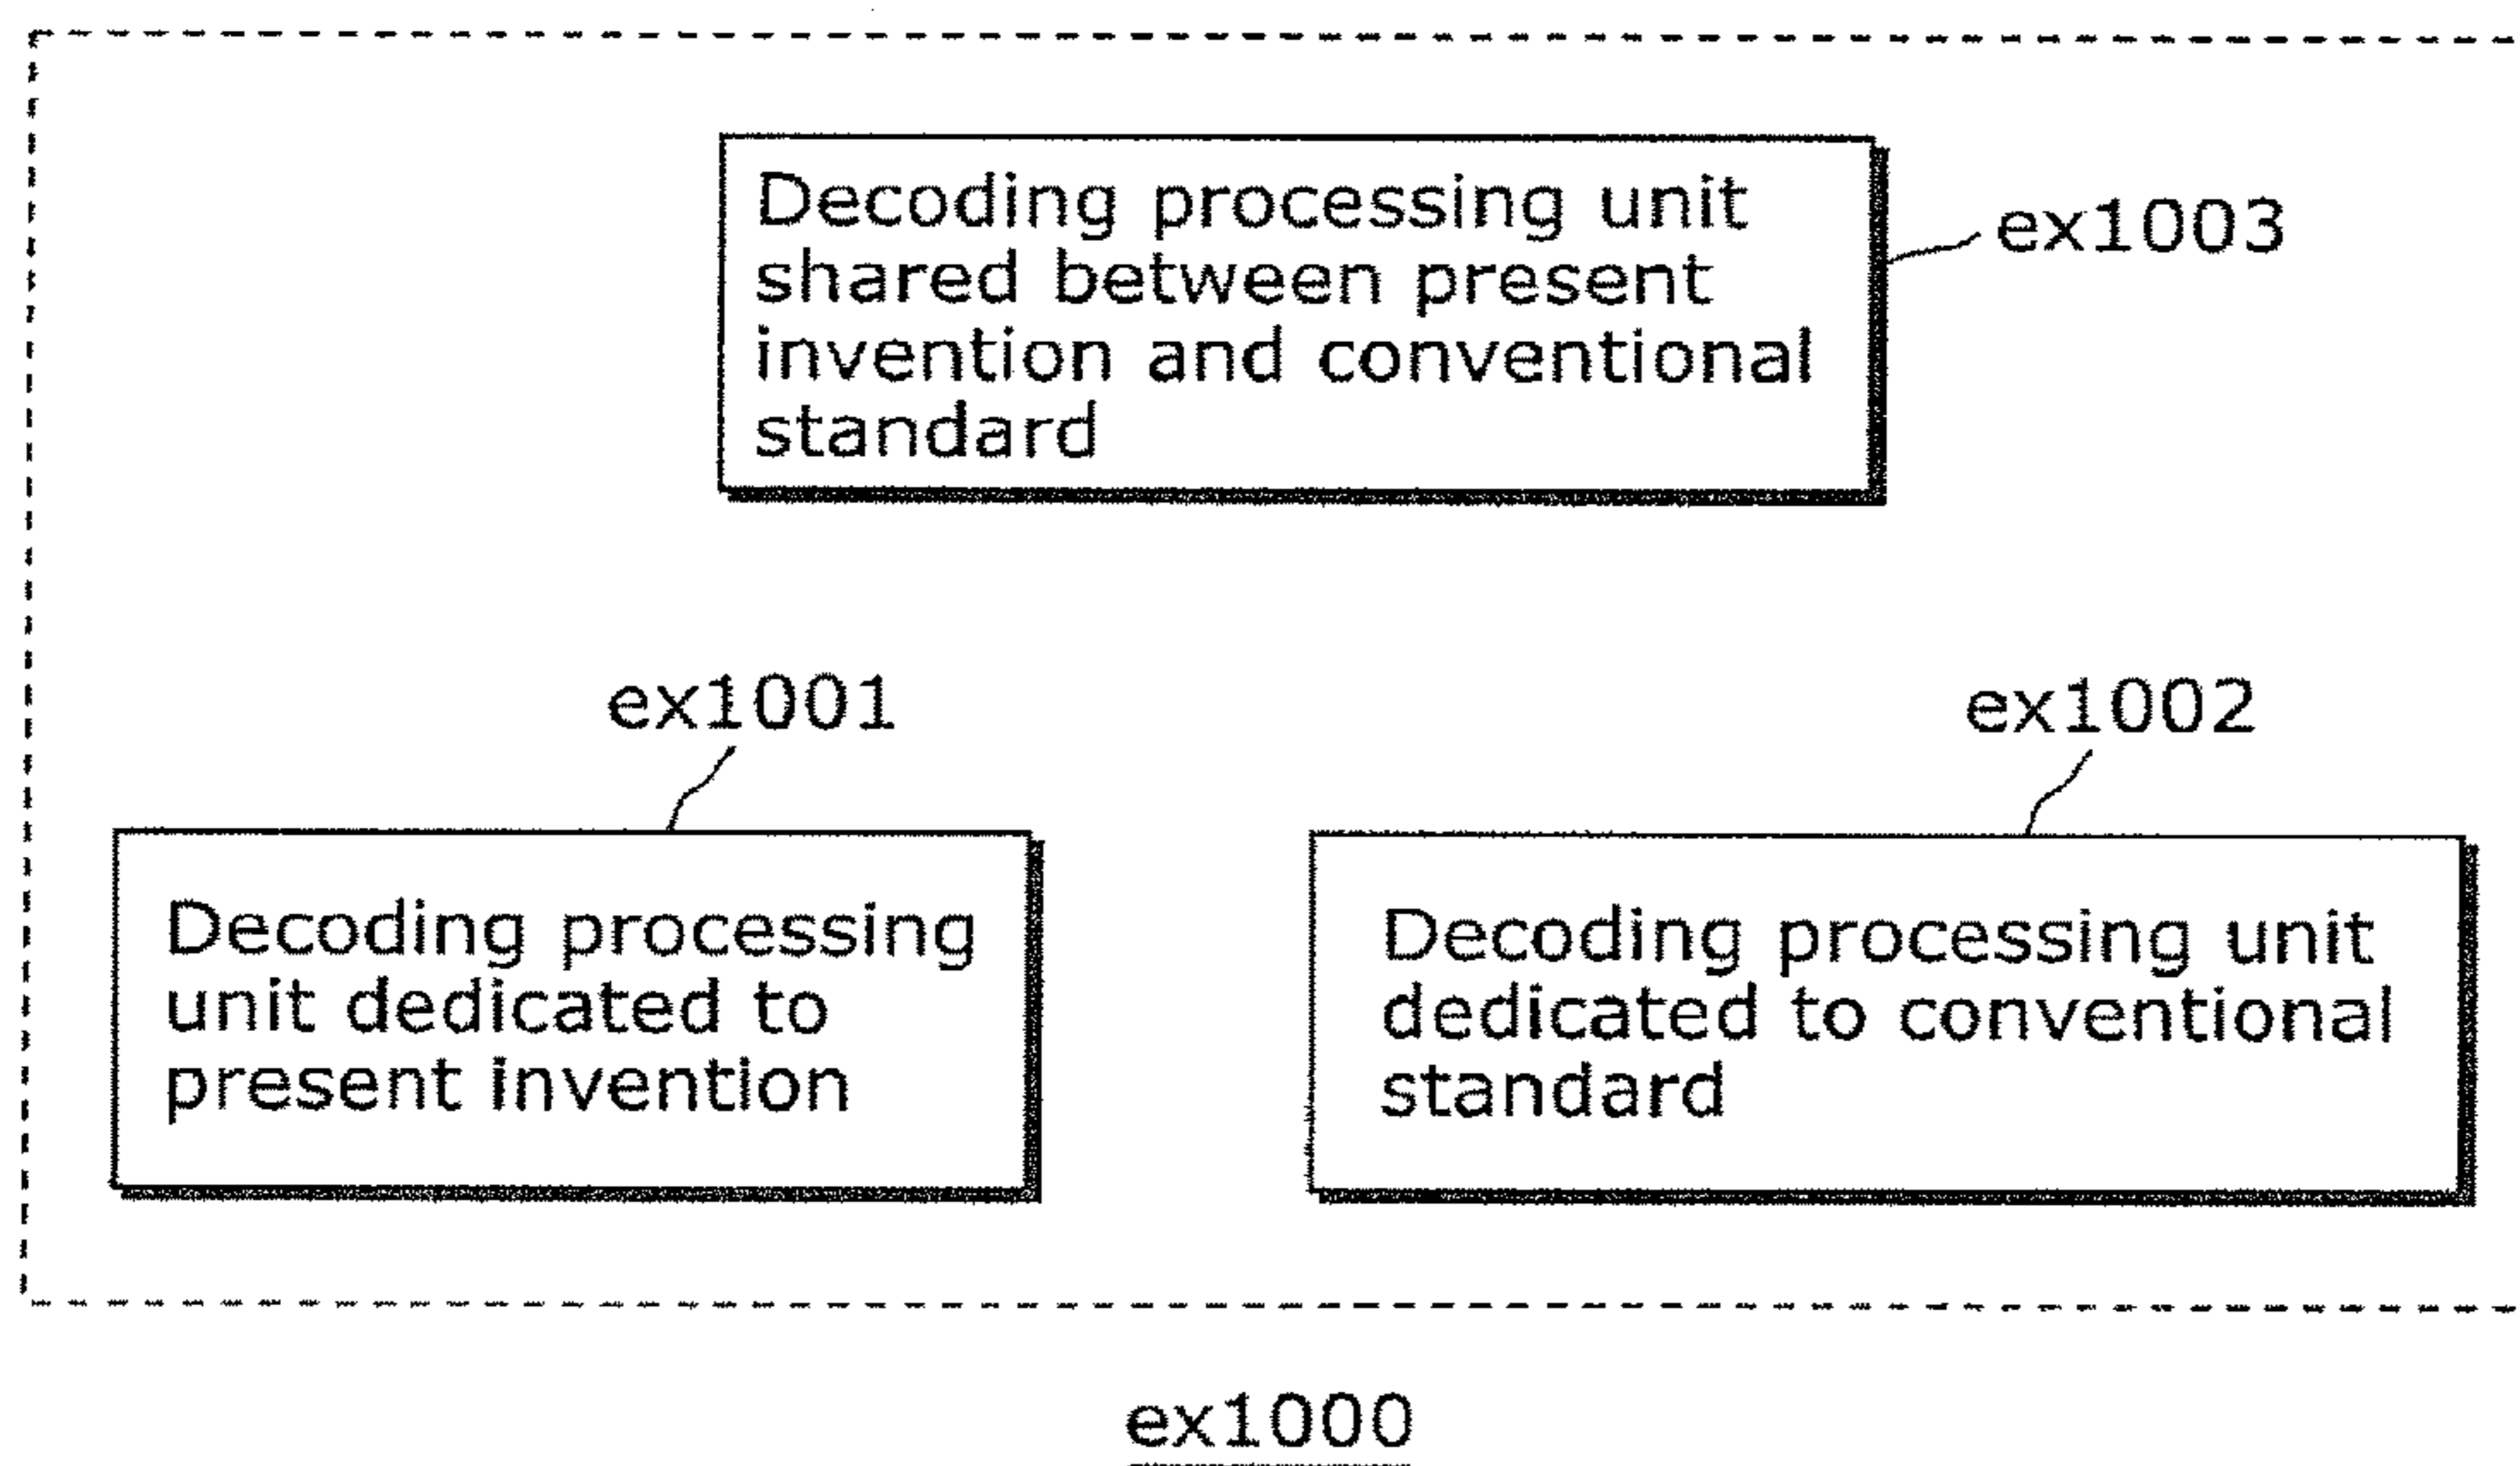 Decoding processing unit
shared between present
invention and conventional
standard
ex1003
ex1001
ex1002
Decoding processing
unit dedicated to
present invention
Decoding processing unit
dedicated to conventional
standard
ex1000